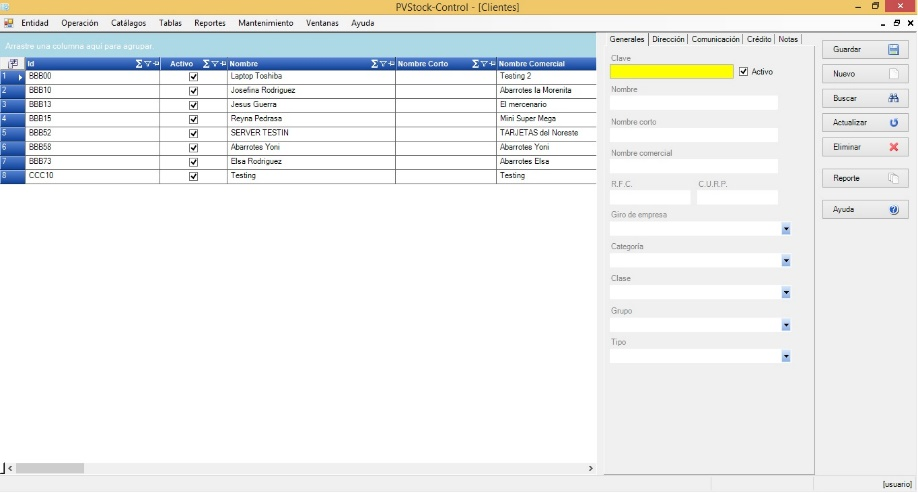 PVStock-Control - [Clientes]
Entidad Operación Catálagos Tablas Reportes Mantenimiento Ventanas Ayuda
Arrastre una columna aquí para agrupar.
Id Activo Nombre Nombre Corto Nombre Comercial
1 BBB00 Laptop Toshiba Testing 2
2 BBB10 Josefina Rodriguez Abarrotes la Morenita
3 BBB13 Jesus Guerra El mercenario
4 BBB15 Reyna Pedrasa Mini Super Mega
5 BBB52 SERVER TESTIN TARJETAS del Noreste
6 BBB58 Abarrotes Yoni Abarrotes Yoni
7 BBB73 Elsa Rodriguez Abarrotes Elsa
8 CCC10 Testing Testing
Generales Dirección Comunicación Crédito Notas
Clave
Activo
Nombre
Nombre corto
Nombre comercial
R.F.C. C.U.R.P.
Giro de empresa
Categoría
Clase
Grupo
Tipo
Guardar
Nuevo
Buscar
Actualizar
Eliminar
Reporte
Ayuda
[usuario]